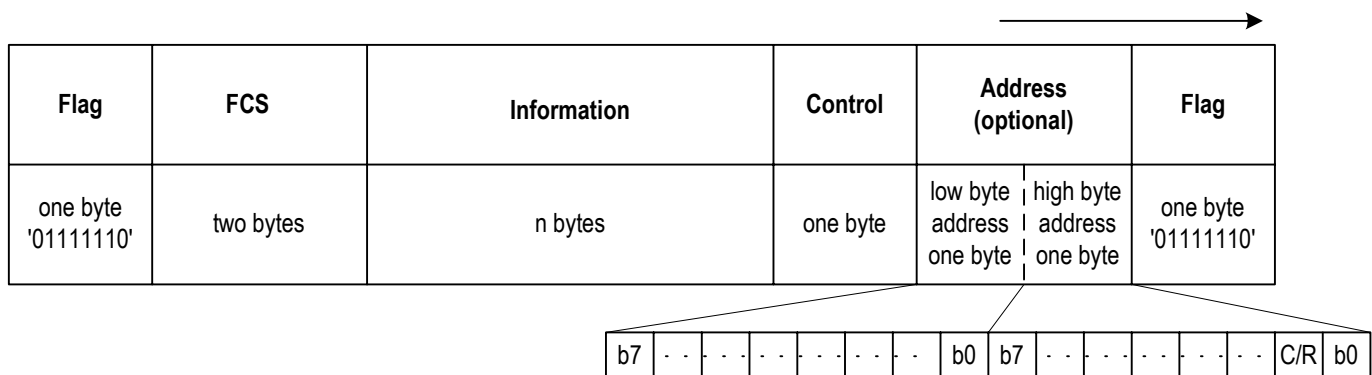 Flag
FCS
Information
Control
Address
(optional)
Flag
one byte
'01111110'
two bytes
n bytes
one byte
low byte
address
one byte
high byte
address
one byte
one byte
'01111110'
b7 - - - - - - - - - - - - b0 b7 - - - - - - - - - - C/R b0